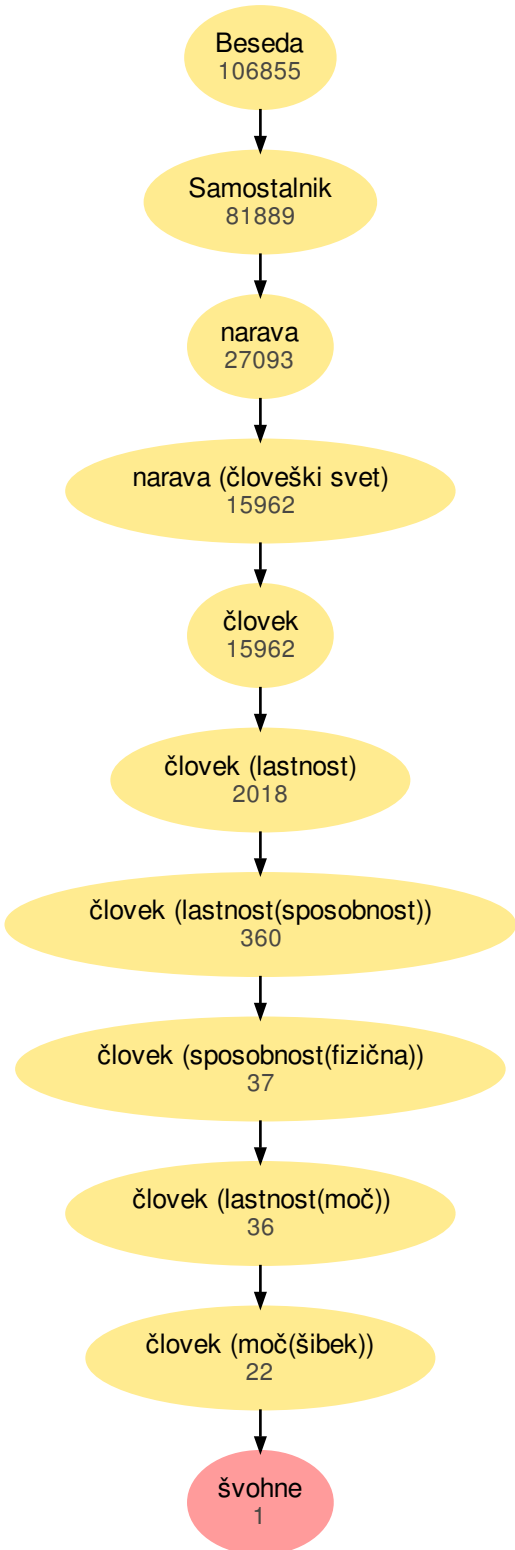 Beseda
106855
Samostalnik
81889
narava
27093
narava (človeški svet)
15962
človek
15962
človek (lastnost)
2018
človek (lastnost(sposobnost))
360
človek (sposobnost(fizična))
37
človek (lastnost(moč))
36
človek (moč(šibek))
22
švohne
1